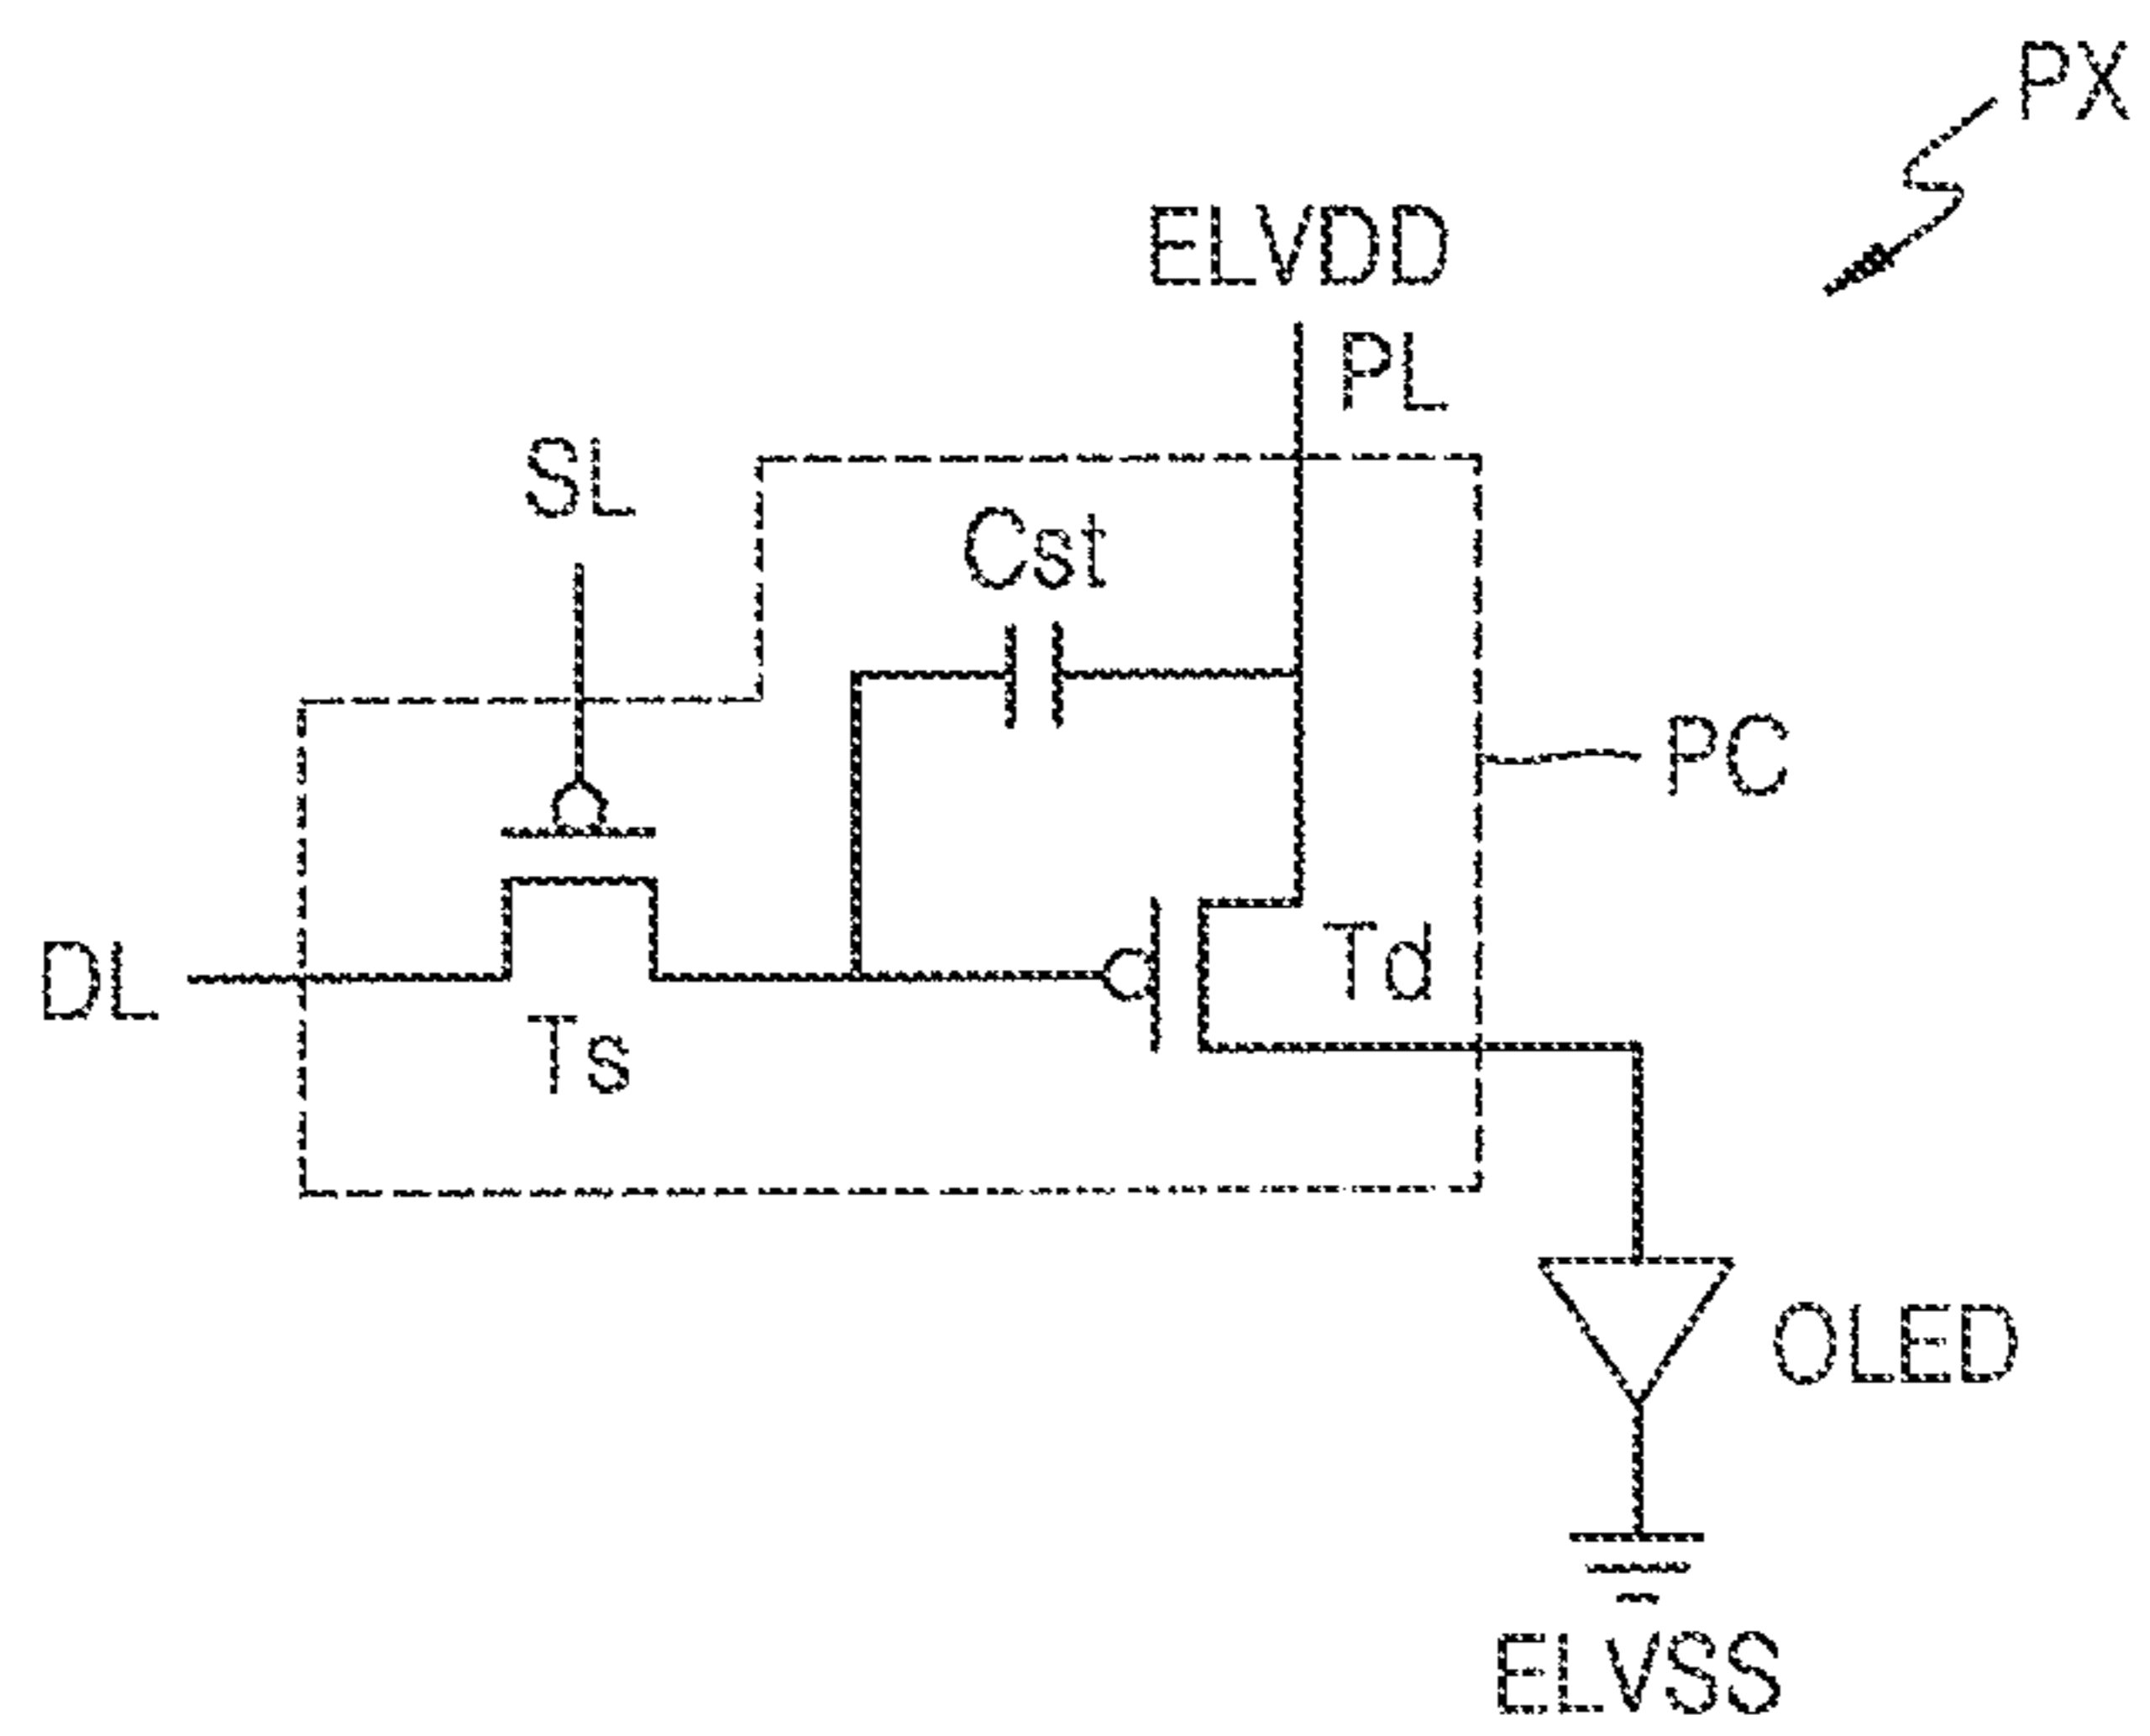 PX
ELVDD
PL
SL
Cst
PC
DL
Td
Ts
OLED
ELVSS